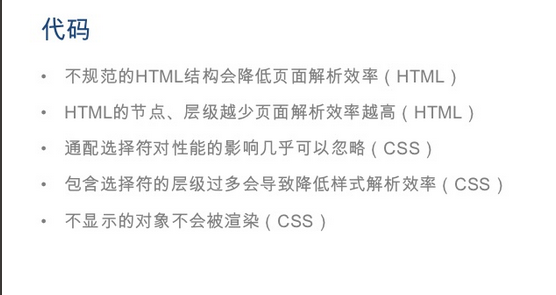 代码
• 不规范的HTML结构会降低页面解析效率（HTML）
• HTML的节点、层级越少页面解析效率越高（HTML）
• 通配选择符对性能的影响几乎可以忽略（CSS）
• 包含选择符的层级过多会导致降低样式解析效率（CSS）
• 不显示的对象不会被渲染（CSS）